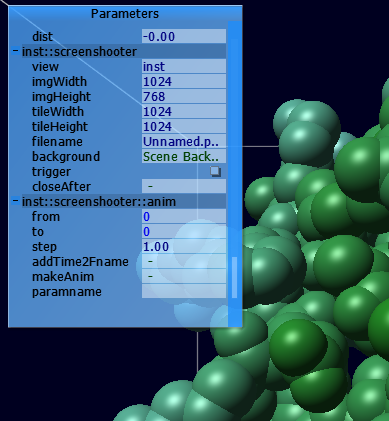 Parameters
dist -0.00
- inst::screenshooter
view inst
imgWidth 1024
imgHeight 768
tileWidth 1024
tileHeight 1024
filename Unnamed.p..
background Scene Back..
trigger
closeAfter -
- inst::screenshooter::anim
from 0
to 0
step 1.00
addTime2Fname -
makeAnim -
paramname